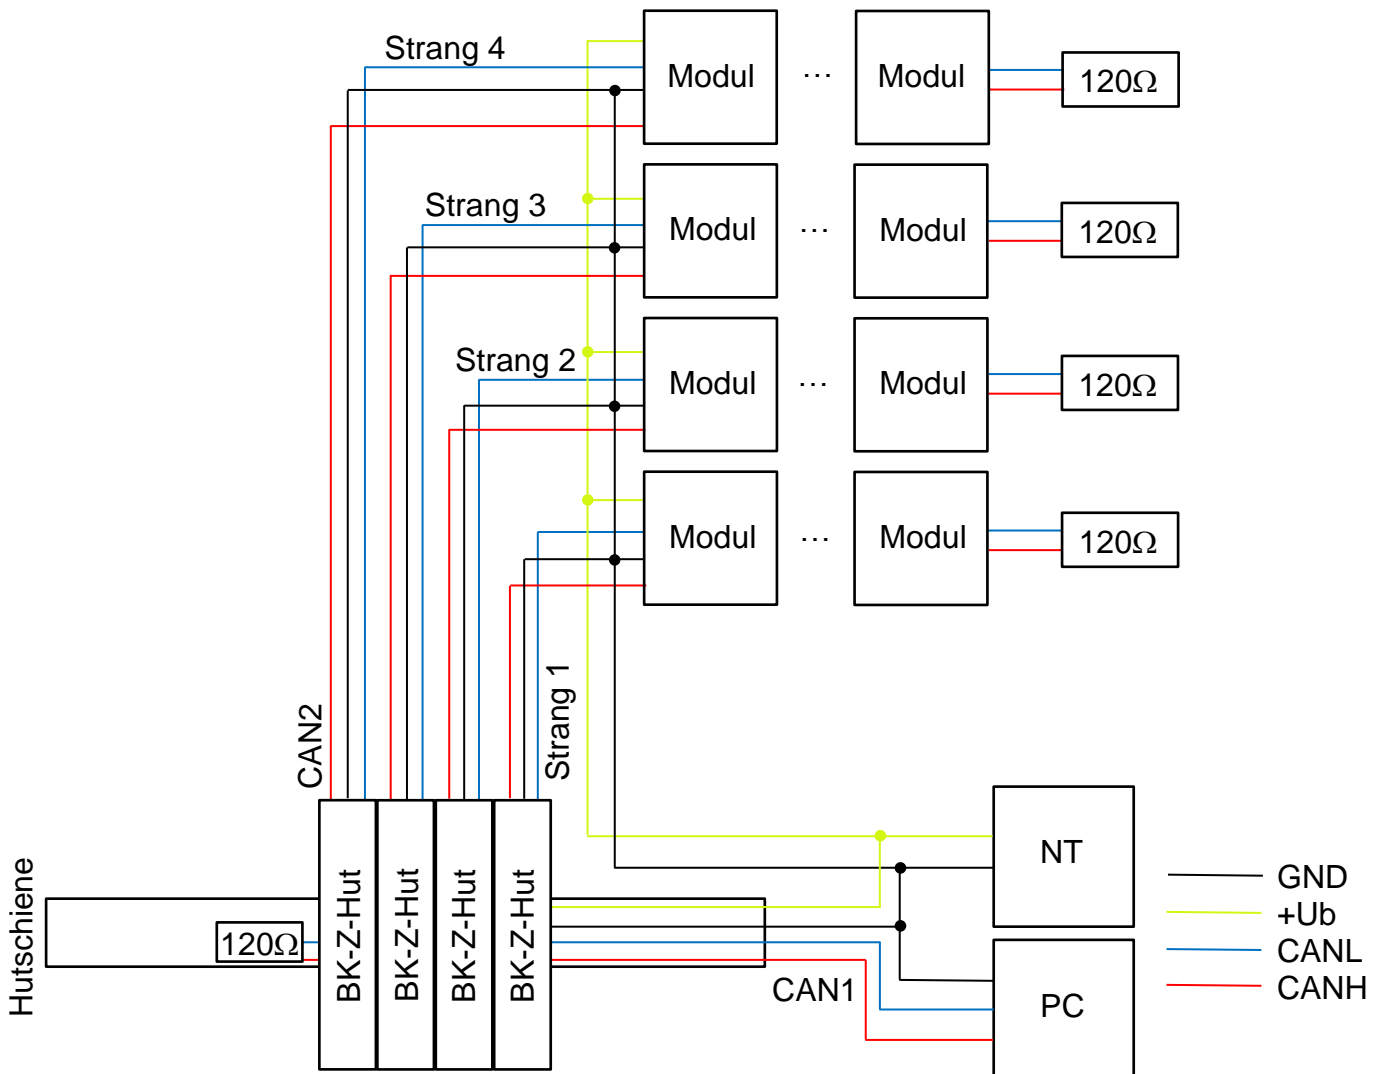 Strang 4
Modul
...
Modul
120Ω
Strang 3
Modul
...
Modul
120Ω
Strang 2
Modul
...
Modul
120Ω
Modul
...
Modul
120Ω
Strang 1
CAN2
Hutschiene
120Ω
BK-Z-Hut
BK-Z-Hut
BK-Z-Hut
BK-Z-Hut
CAN1
NT
PC
GND
+Ub
CANL
CANH